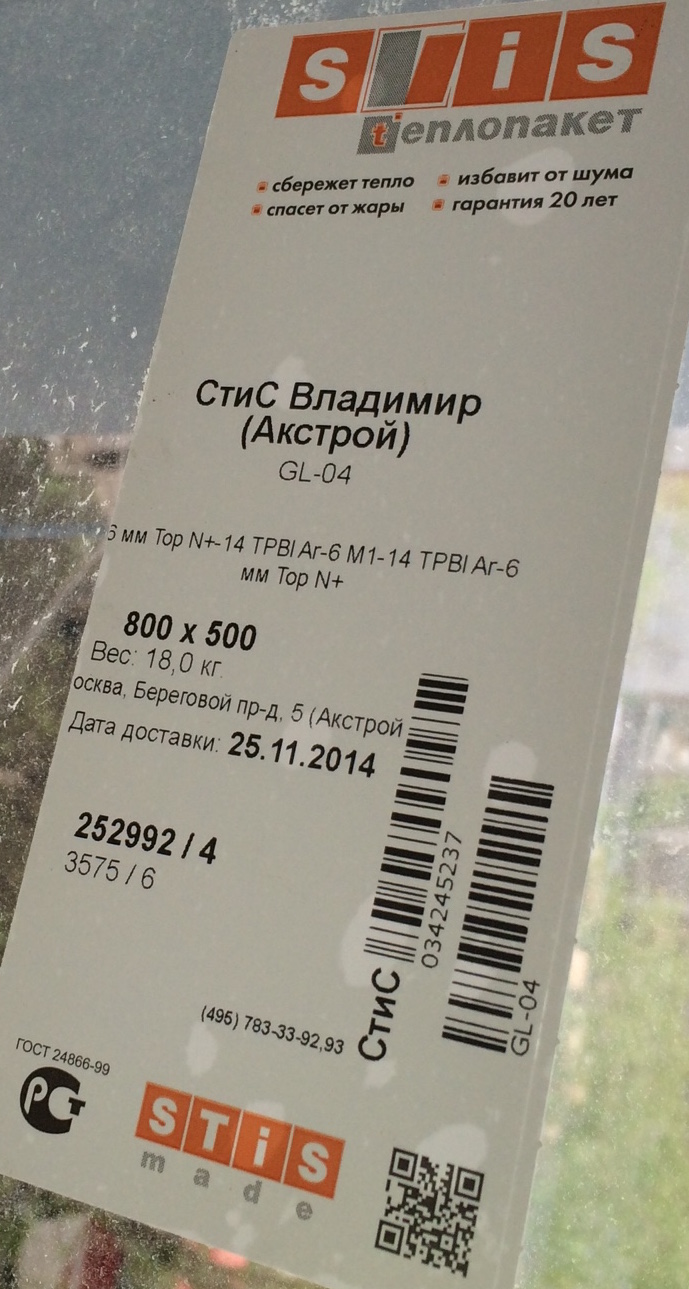 STiS
теплопакет
сбережет тепло
избавит от шума
спасет от жары
гарантия 20 лет
СтиС Владимир
(Акстрой)
GL-04
6 мм Top N+-14 TPBI Ar-6 M1-14 TPBI Ar-6
мм Top N+
800 x 500
Вес: 18,0 кг.
осква, Береговой пр-д, 5 (Акстрой
Дата доставки: 25.11.2014
252992 / 4
3575 / 6
034245237
СтиС
GL-04
(495) 783-33-92,93
ГОСТ 24866-99
РСТ
STiS
made